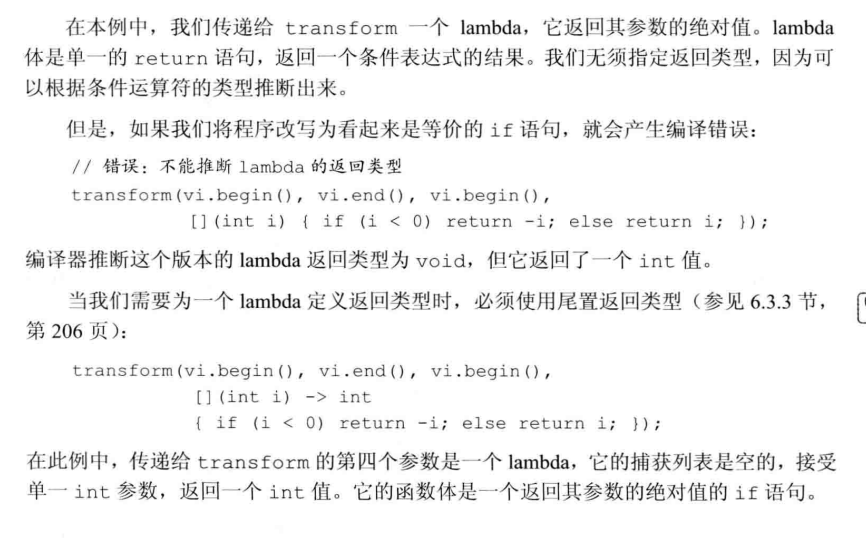 在本例中，我们传递给 transform 一个 lambda，它返回其参数的绝对值。lambda
体是单一的 return 语句，返回一个条件表达式的结果。我们无须指定返回类型，因为可
以根据条件运算符的类型推断出来。
但是，如果我们将程序改写为看起来是等价的 if 语句，就会产生编译错误：
// 错误：不能推断 lambda 的返回类型
transform(vi.begin(), vi.end(), vi.begin(),
[](int i) { if (i < 0) return -i; else return i; });
编译器推断这个版本的 lambda 返回类型为 void，但它返回了一个 int 值。
当我们需要为一个 lambda 定义返回类型时，必须使用尾置返回类型（参见 6.3.3 节，
第 206 页）：
transform(vi.begin(), vi.end(), vi.begin(),
[](int i) -> int
{ if (i < 0) return -i; else return i; });
在此例中，传递给 transform 的第四个参数是一个 lambda，它的捕获列表是空的，接受
单一 int 参数，返回一个 int 值。它的函数体是一个返回其参数的绝对值的 if 语句。